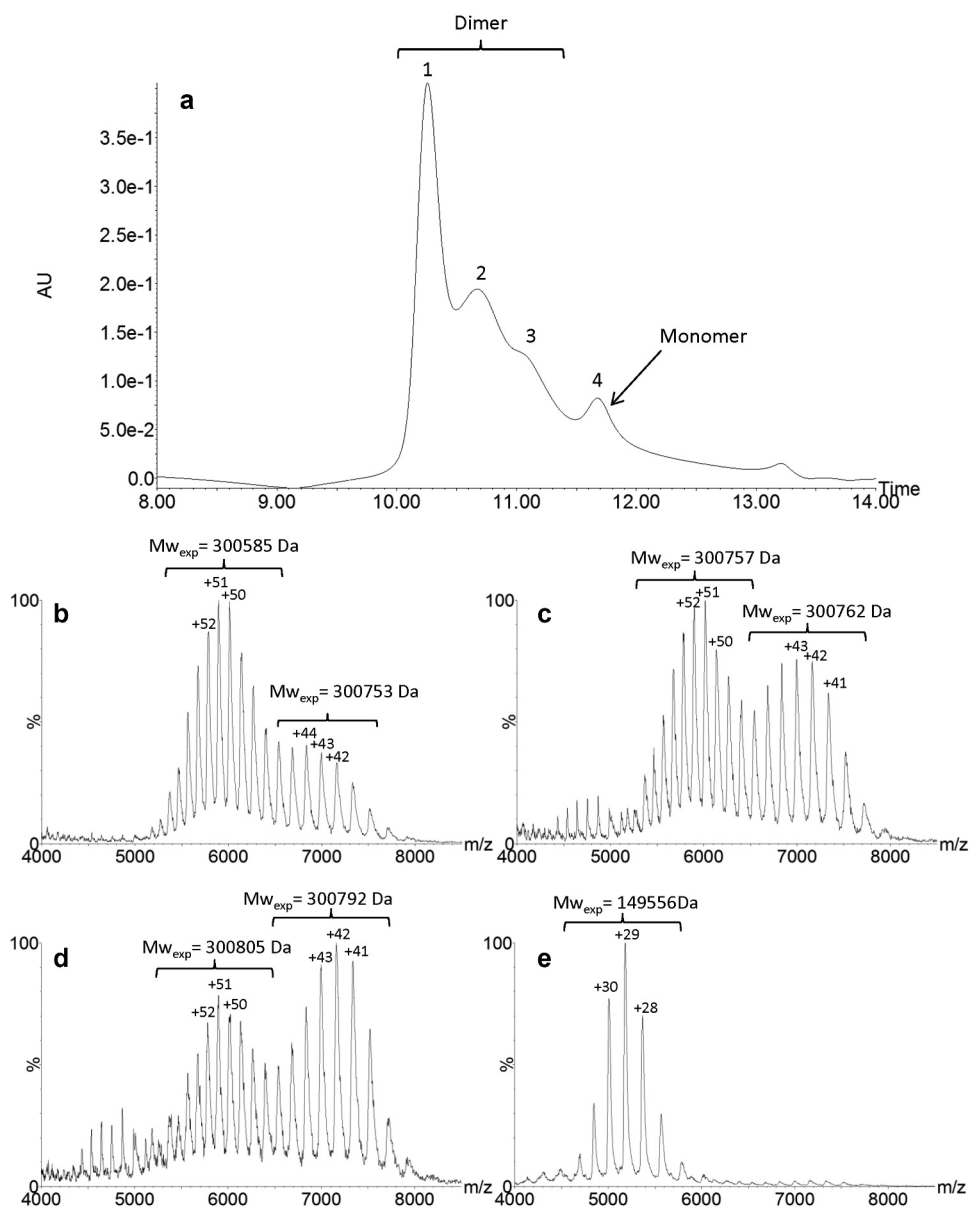 Dimer
a
1
2
3
4
Monomer
AU
3.5e-1
3.0e-1
2.5e-1
2.0e-1
1.5e-1
1.0e-1
5.0e-2
0.0
8.00 9.00 10.00 11.00 12.00 13.00 14.00
Time
b
Mwexp= 300585 Da
+52 +51 +50
Mwexp= 300753 Da
+44 +43 +42
100
%
0
4000 5000 6000 7000 8000 m/z
c
Mwexp= 300757 Da
+52 +51 +50
Mwexp= 300762 Da
+43 +42 +41
100
%
0
4000 5000 6000 7000 8000 m/z
d
Mwexp= 300805 Da
+52 +51 +50
Mwexp= 300792 Da
+43 +42 +41
100
%
0
4000 5000 6000 7000 8000 m/z
e
Mwexp= 149556Da
+30 +29 +28
100
%
0
4000 5000 6000 7000 8000 m/z